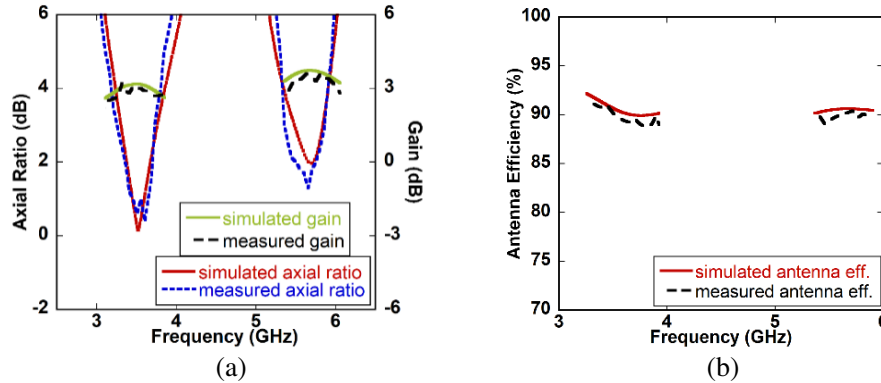 6
4
2
0
-2
Axial Ratio (dB)
6
3
0
-3
-6
Gain (dB)
simulated gain
measured gain
simulated axial ratio
measured axial ratio
3
4
5
6
Frequency (GHz)
(a)
100
95
90
85
80
75
70
Antenna Efficiency (%)
simulated antenna eff.
measured antenna eff.
3
4
5
6
Frequency (GHz)
(b)